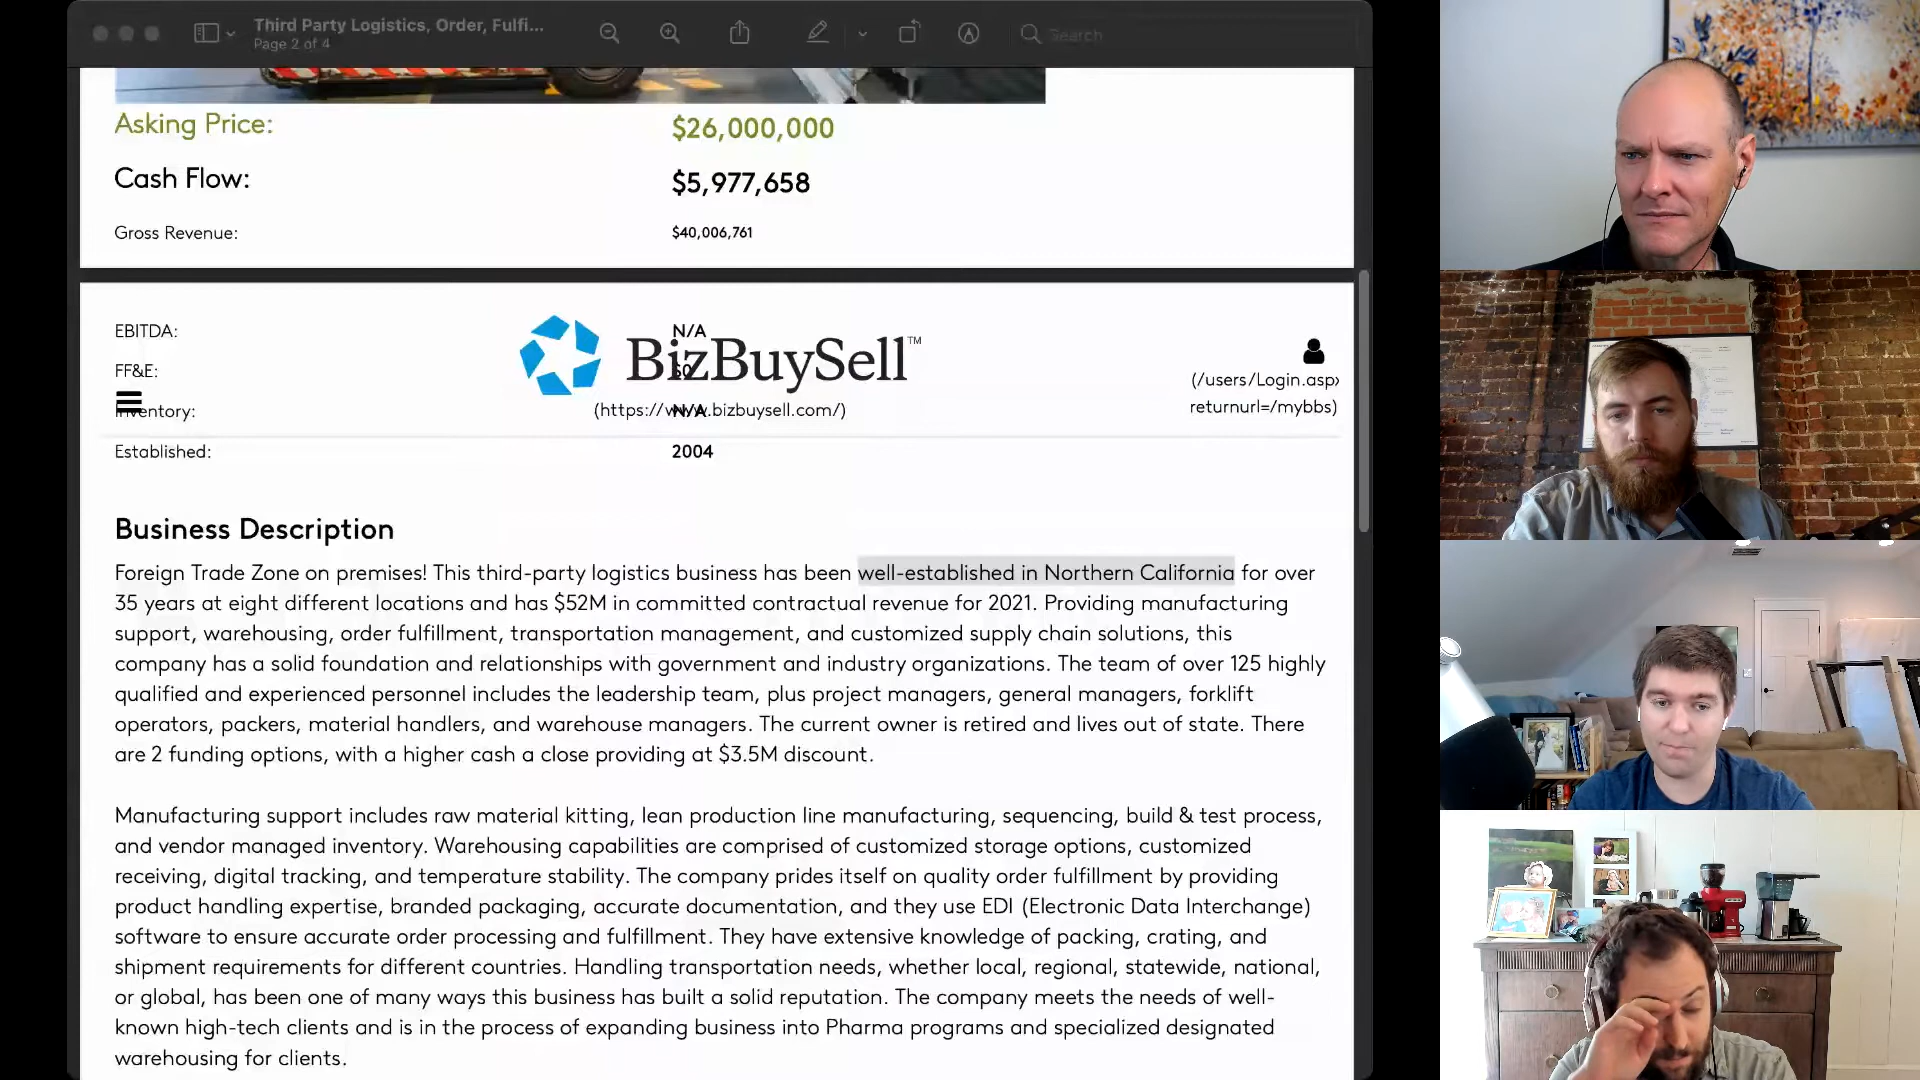 Third Party Logistics, Order, Fulfi...
Page 2 of 4
Search
Asking Price:
$26,000,000
Cash Flow:
$5,977,658
Gross Revenue:
$40,006,761
EBITDA:
N/A
BizBuySell™
FF&E:
$0
(/users/Login.asp
returnurl=/mybbs)
Inventory:
N/A
(https://www.bizbuysell.com/)
Established:
2004
Business Description
Foreign Trade Zone on premises! This third-party logistics business has been well-established in Northern California for over
35 years at eight different locations and has $52M in committed contractual revenue for 2021. Providing manufacturing
support, warehousing, order fulfillment, transportation management, and customized supply chain solutions, this
company has a solid foundation and relationships with government and industry organizations. The team of over 125 highly
qualified and experienced personnel includes the leadership team, plus project managers, general managers, forklift
operators, packers, material handlers, and warehouse managers. The current owner is retired and lives out of state. There
are 2 funding options, with a higher cash a close providing at $3.5M discount.
Manufacturing support includes raw material kitting, lean production line manufacturing, sequencing, build & test process,
and vendor managed inventory. Warehousing capabilities are comprised of customized storage options, customized
receiving, digital tracking, and temperature stability. The company prides itself on quality order fulfillment by providing
product handling expertise, branded packaging, accurate documentation, and they use EDI (Electronic Data Interchange)
software to ensure accurate order processing and fulfillment. They have extensive knowledge of packing, crating, and
shipment requirements for different countries. Handling transportation needs, whether local, regional, statewide, national,
or global, has been one of many ways this business has built a solid reputation. The company meets the needs of well-
known high-tech clients and is in the process of expanding business into Pharma programs and specialized designated
warehousing for clients.